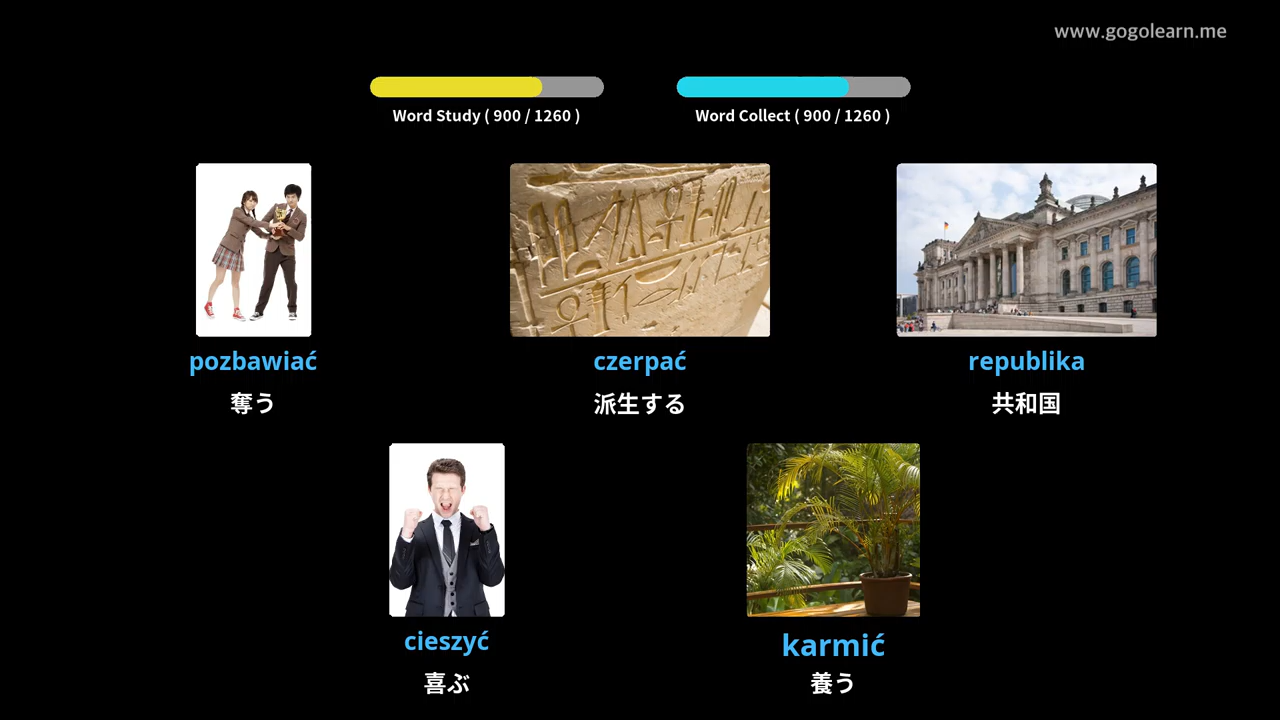 www.gogolearn.me
Word Study ( 900 / 1260 )
Word Collect ( 900 / 1260 )
pozbawiać
奪う
czerpać
派生する
republika
共和国
cieszyć
喜ぶ
karmić
養う